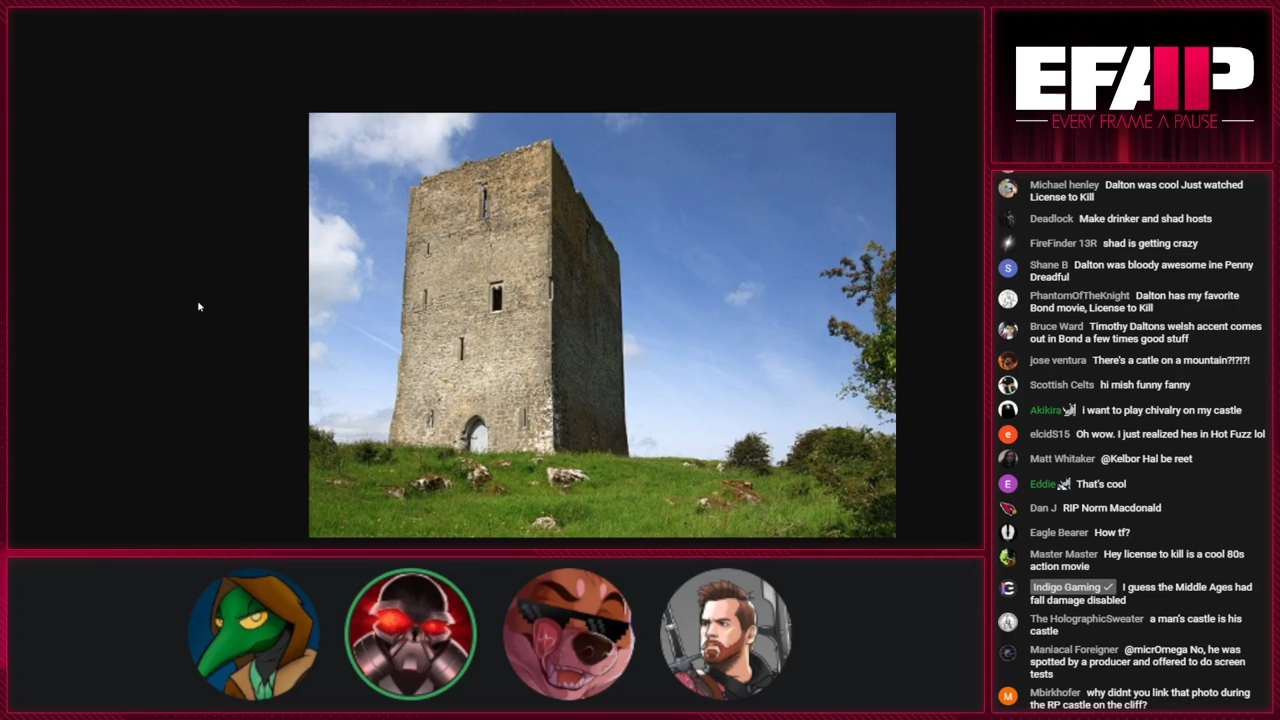 EFAP
EVERY FRAME A PAUSE
Michael henley Dalton was cool Just watched
License to Kill
Deadlock Make drinker and shad hosts
FireFinder 13R shad is getting crazy
S Shane B Dalton was bloody awesome ine Penny
Dreadful
PhantomOfTheKnight Dalton has my favorite
Bond movie, License to Kill
Bruce Ward Timothy Daltons welsh accent comes
out in Bond a few times good stuff
jose ventura There's a catle on a mountain?!?!?!
Scottish Celts hi mish funny fanny
Akikira i want to play chivalry on my castle
e elcidS15 Oh wow. I just realized hes in Hot Fuzz lol
Matt Whitaker @Kelbor Hal be reet
E Eddie That's cool
Dan J RIP Norm Macdonald
Eagle Bearer How tf?
Master Master Hey license to kill is a cool 80s
action movie
Indigo Gaming ✓ I guess the Middle Ages had
fall damage disabled
The HolographicSweater a man's castle is his
castle
Maniacal Foreigner @micrOmega No, he was
spotted by a producer and offered to do screen
tests
M Mbirkhofer why didnt you link that photo during
the RP castle on the cliff?